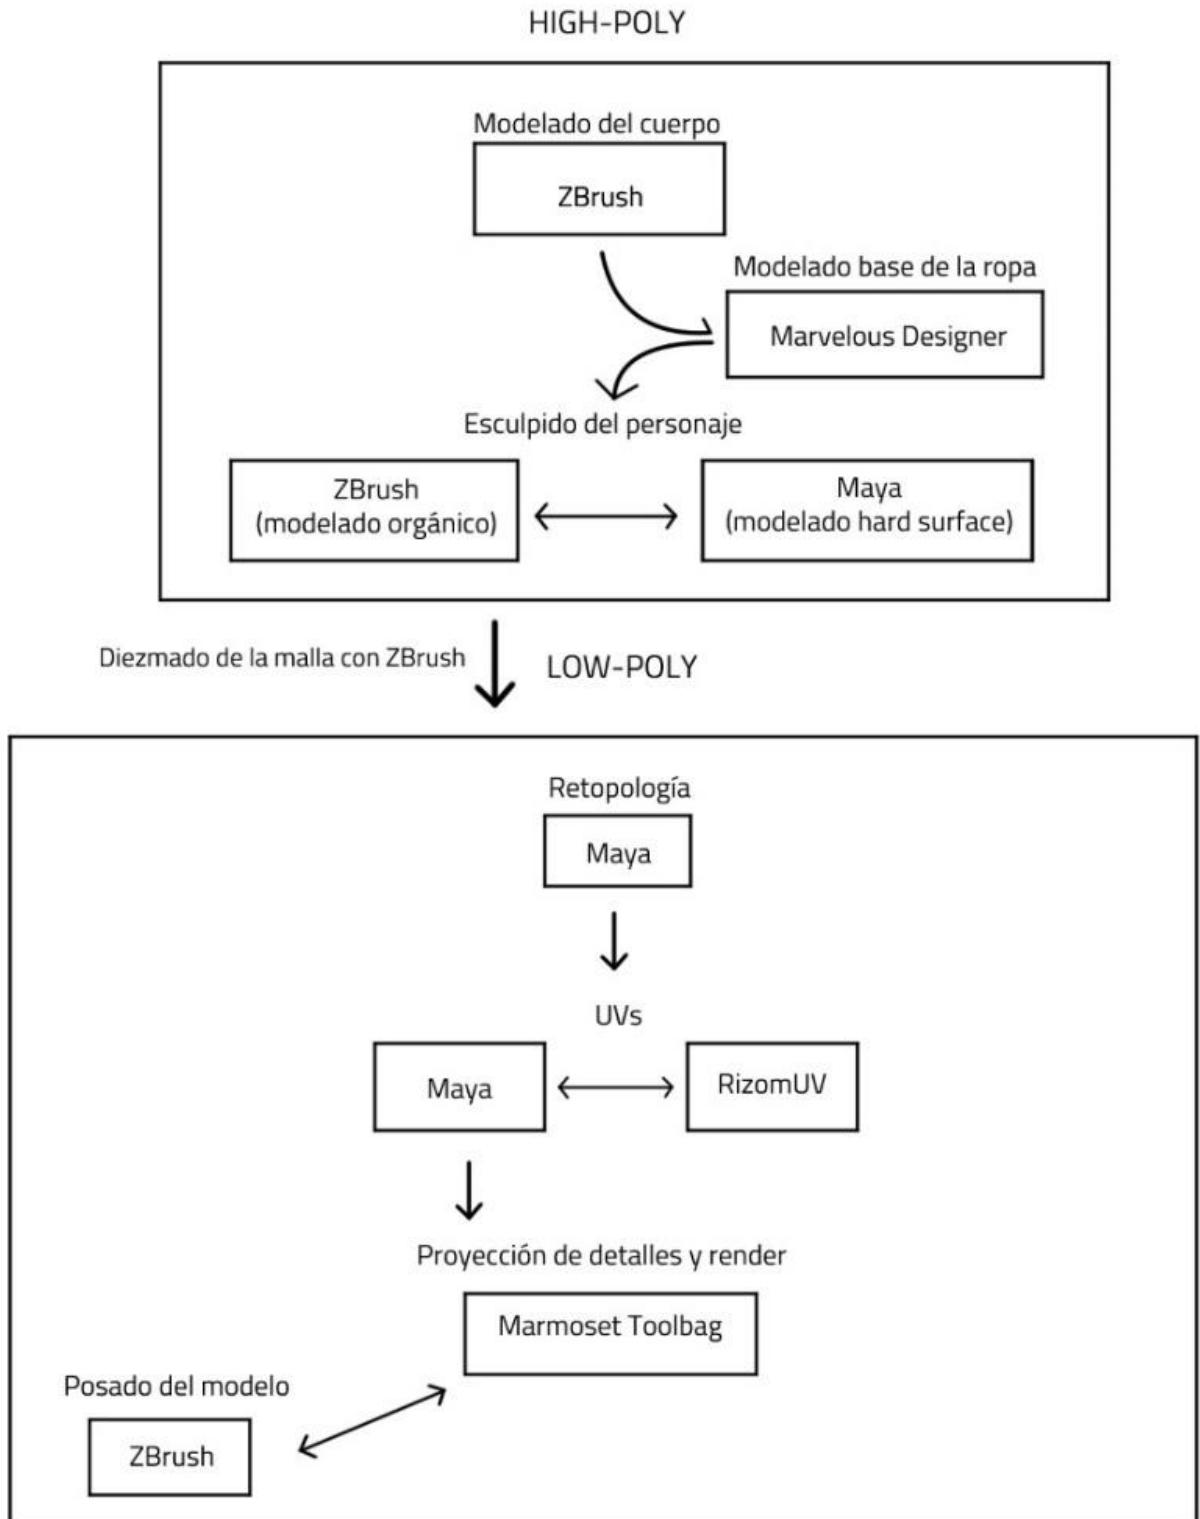 HIGH-POLY
Modelado del cuerpo
ZBrush
Modelado base de la ropa
Marvelous Designer
Esculpido del personaje
ZBrush
(modelado orgánico)
Maya
(modelado hard surface)
Diezmado de la malla con ZBrush
LOW-POLY
Retopología
Maya
UVs
Maya
RizomUV
Proyección de detalles y render
Marmoset Toolbag
Posado del modelo
ZBrush